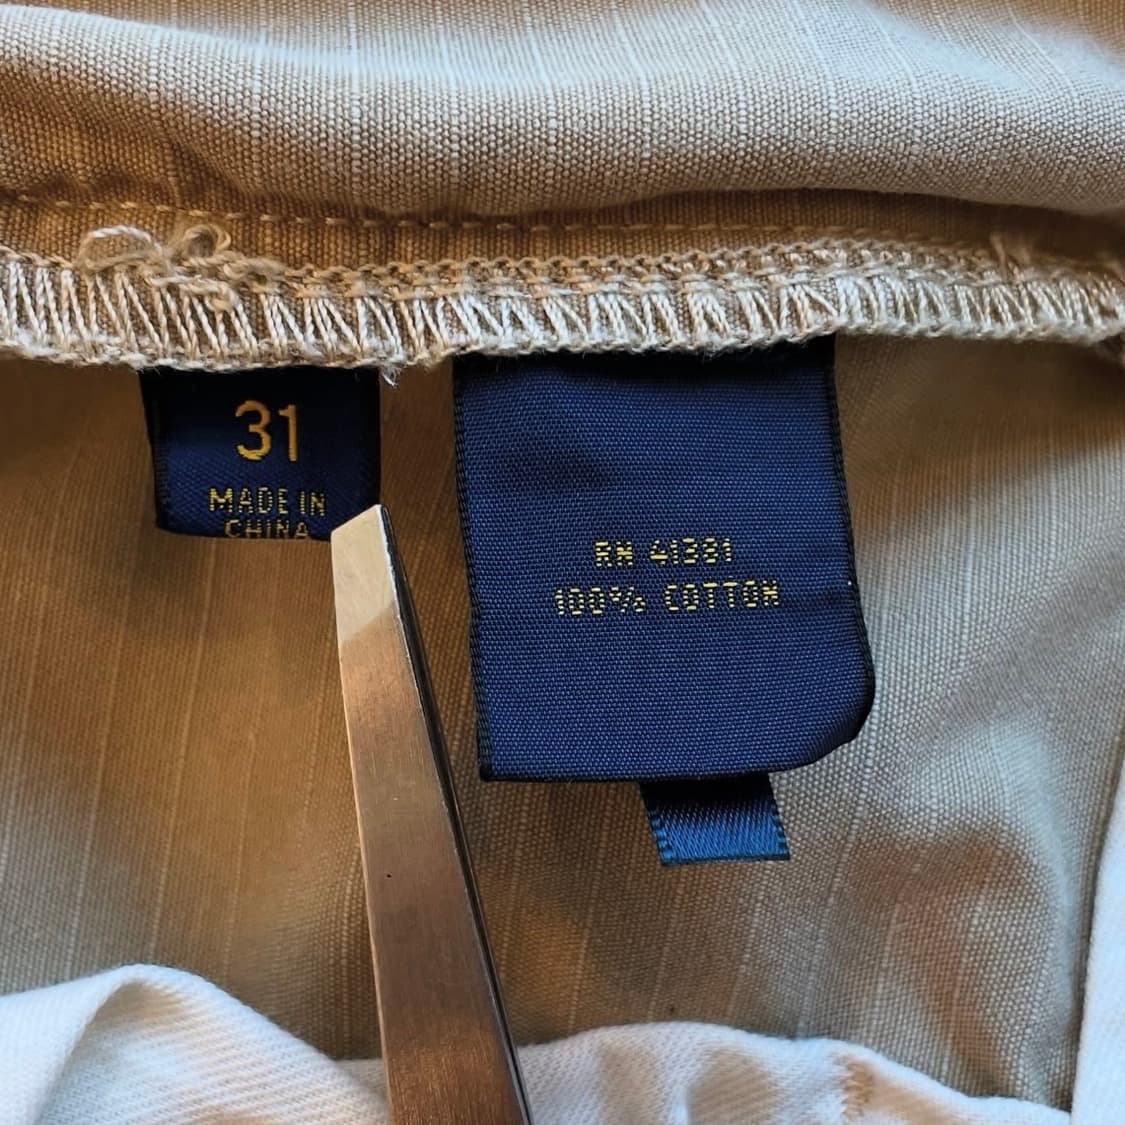 31
MADE IN
CHINA
RN 41381
100% COTTON